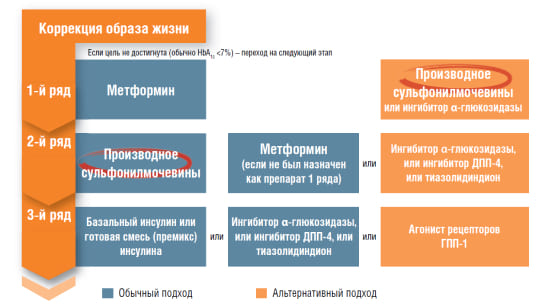 Коррекция образа жизни
Если цель не достигнута (обычно HbA1c <7%) – переход на следующий этап
1-й ряд
Метформин
Производное
сульфонилмочевины
или ингибитор α-глюкозидазы
2-й ряд
Производное
сульфонилмочевины
Метформин
(если не был назначен
как препарат 1 ряда)
или
Ингибитор α-глюкозидазы,
или ингибитор ДПП-4,
или тиазолидиндион
3-й ряд
Базальный инсулин или
готовая смесь (премикс)
инсулина
или
Ингибитор α-глюкозидазы,
или ингибитор ДПП-4, или
тиазолидиндион
или
Агонист рецепторов
ГПП-1
Обычный подход
Альтернативный подход